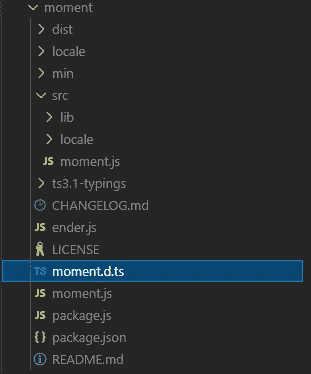 moment
dist
locale
min
src
lib
locale
JS moment.js
ts3.1-typings
CHANGELOG.md
JS ender.js
LICENSE
TS moment.d.ts
JS moment.js
JS package.js
{ } package.json
README.md